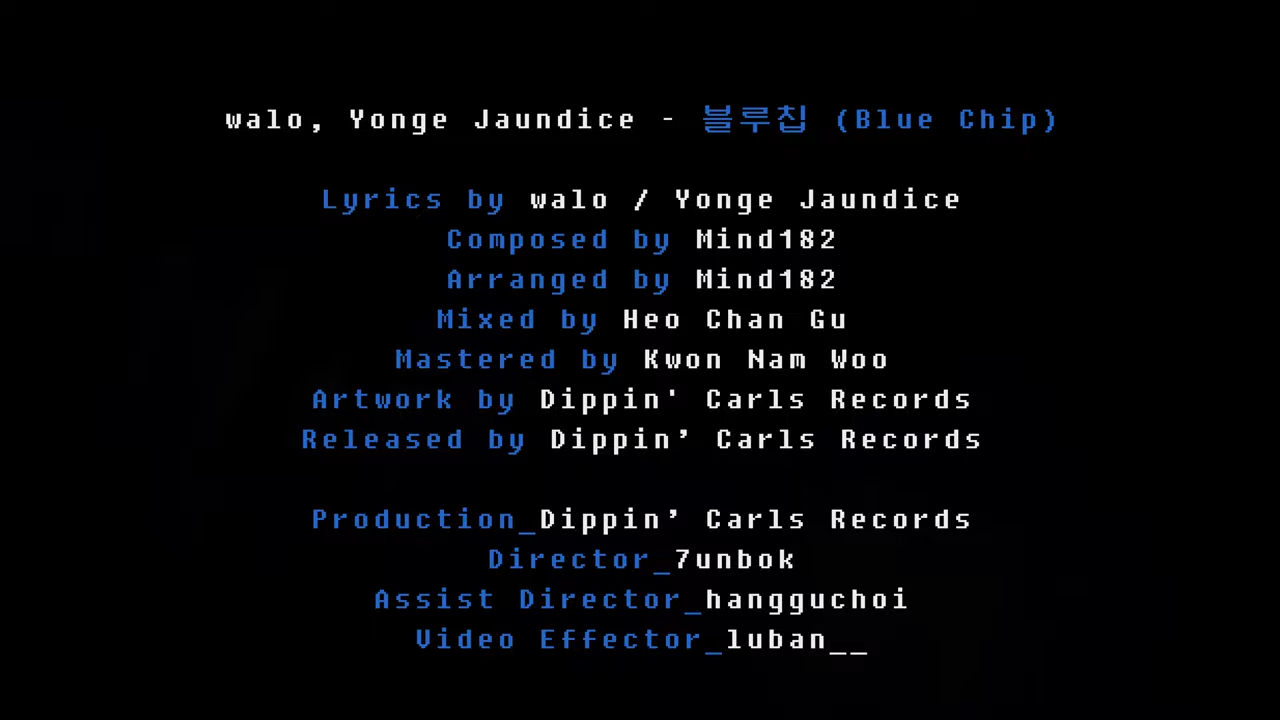 walo, Yonge Jaundice - 블루칩 (Blue Chip)
Lyrics by walo / Yonge Jaundice
Composed by Mind182
Arranged by Mind182
Mixed by Heo Chan Gu
Mastered by Kwon Nam Woo
Artwork by Dippin' Carls Records
Released by Dippin’ Carls Records
Production_Dippin’ Carls Records
Director_7unbok
Assist Director_hangguchoi
Video Effector_luban__